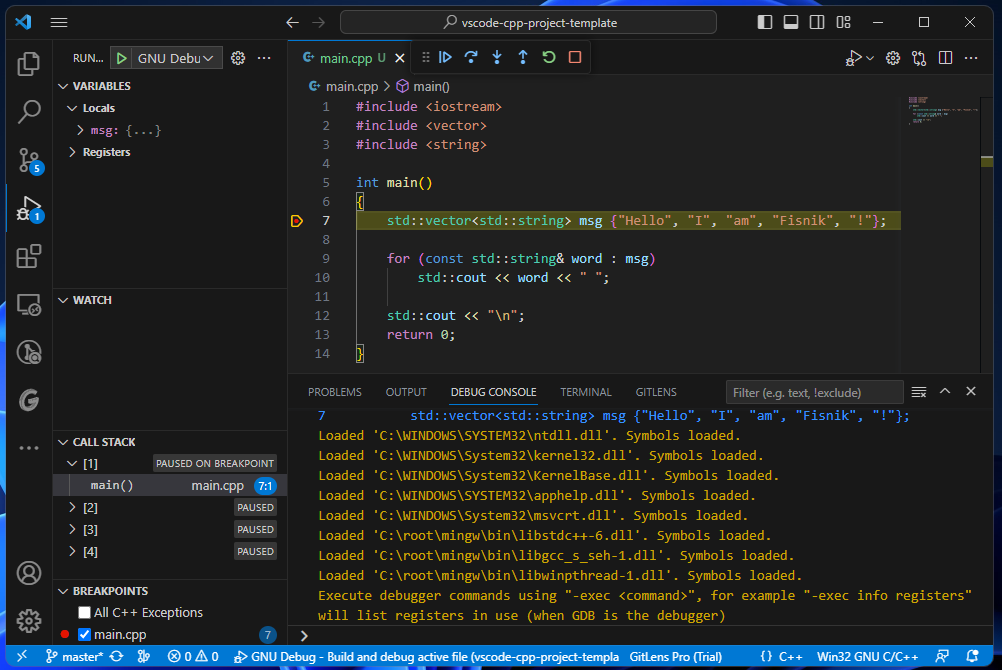 vscode-cpp-project-template
RUN... GNU Debu
main.cpp U
main.cpp > main()
VARIABLES
Locals
msg: {...}
Registers
WATCH
CALL STACK
[1] PAUSED ON BREAKPOINT
main() main.cpp 7:1
[2] PAUSED
[3] PAUSED
[4] PAUSED
BREAKPOINTS
All C++ Exceptions
main.cpp 7
5
1
1 #include <iostream>
2 #include <vector>
3 #include <string>
4
5 int main()
6 {
7 std::vector<std::string> msg {"Hello", "I", "am", "Fisnik", "!"};
8
9 for (const std::string& word : msg)
10 std::cout << word << " ";
11
12 std::cout << "\n";
13 return 0;
14 }
PROBLEMS OUTPUT DEBUG CONSOLE TERMINAL GITLENS Filter (e.g. text, !exclude)
7 std::vector<std::string> msg {"Hello", "I", "am", "Fisnik", "!"};
Loaded 'C:\WINDOWS\SYSTEM32\ntdll.dll'. Symbols loaded.
Loaded 'C:\WINDOWS\System32\kernel32.dll'. Symbols loaded.
Loaded 'C:\WINDOWS\System32\KernelBase.dll'. Symbols loaded.
Loaded 'C:\WINDOWS\SYSTEM32\apphelp.dll'. Symbols loaded.
Loaded 'C:\WINDOWS\System32\msvcrt.dll'. Symbols loaded.
Loaded 'C:\root\mingw\bin\libstdc++-6.dll'. Symbols loaded.
Loaded 'C:\root\mingw\bin\libgcc_s_seh-1.dll'. Symbols loaded.
Loaded 'C:\root\mingw\bin\libwinpthread-1.dll'. Symbols loaded.
Execute debugger commands using "-exec <command>", for example "-exec info registers"
will list registers in use (when GDB is the debugger)
master* 0 0 GNU Debug - Build and debug active file (vscode-cpp-project-templa GitLens Pro (Trial) {} C++ Win32 GNU C/C++